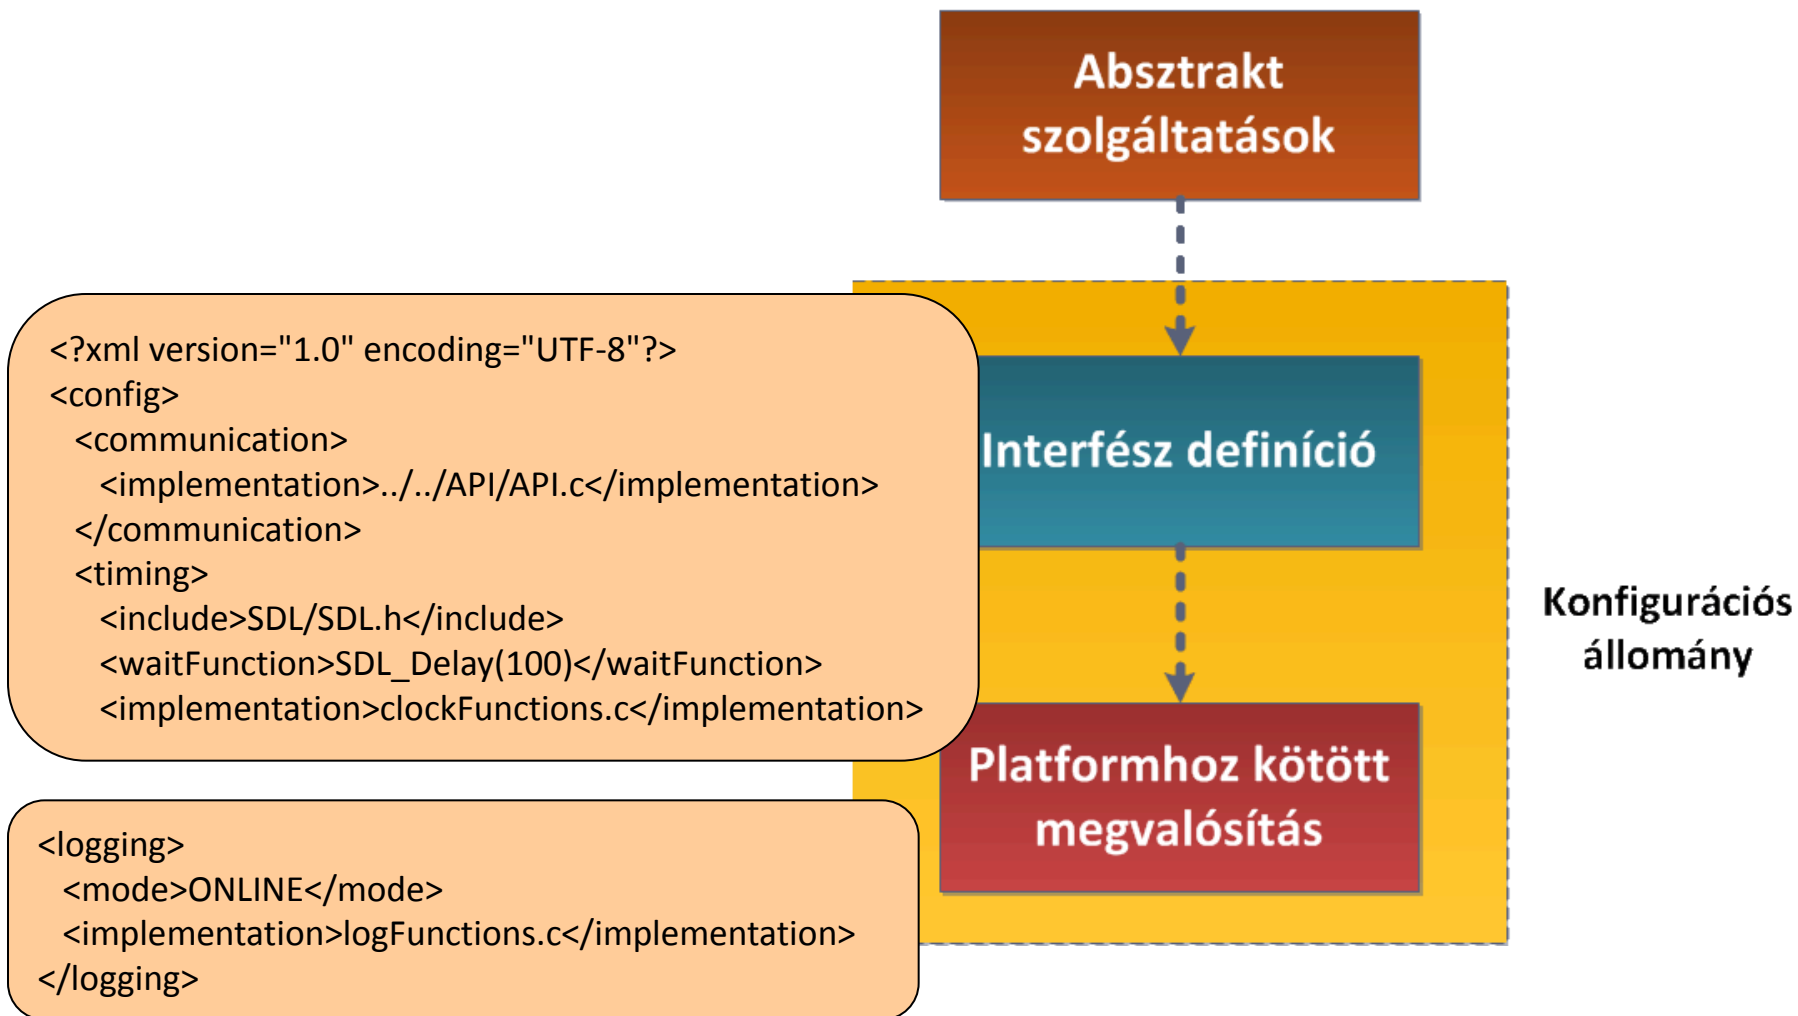 Absztrakt
szolgáltatások
<?xml version="1.0" encoding="UTF-8"?>
<config>
<communication>
<implementation>../../API/API.c</implementation>
</communication>
<timing>
<include>SDL/SDL.h</include>
<waitFunction>SDL_Delay(100)</waitFunction>
<implementation>clockFunctions.c</implementation>
Interfész definíció
Konfigurációs
állomány
Platformhoz kötött
megvalósítás
<logging>
<mode>ONLINE</mode>
<implementation>logFunctions.c</implementation>
</logging>